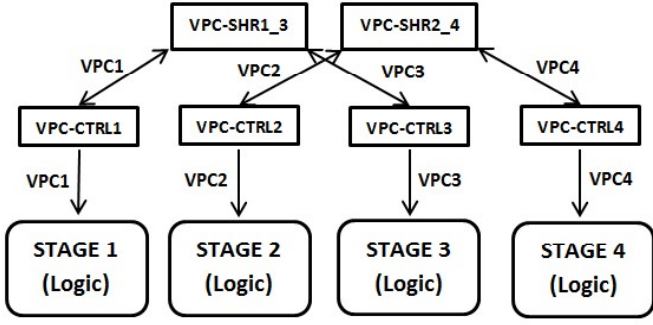 VPC-SHR1_3 VPC-SHR2_4
VPC1 VPC2 VPC3 VPC4
VPC-CTRL1 VPC-CTRL2 VPC-CTRL3 VPC-CTRL4
VPC1 VPC2 VPC3 VPC4
STAGE 1 STAGE 2 STAGE 3 STAGE 4
(Logic) (Logic) (Logic) (Logic)